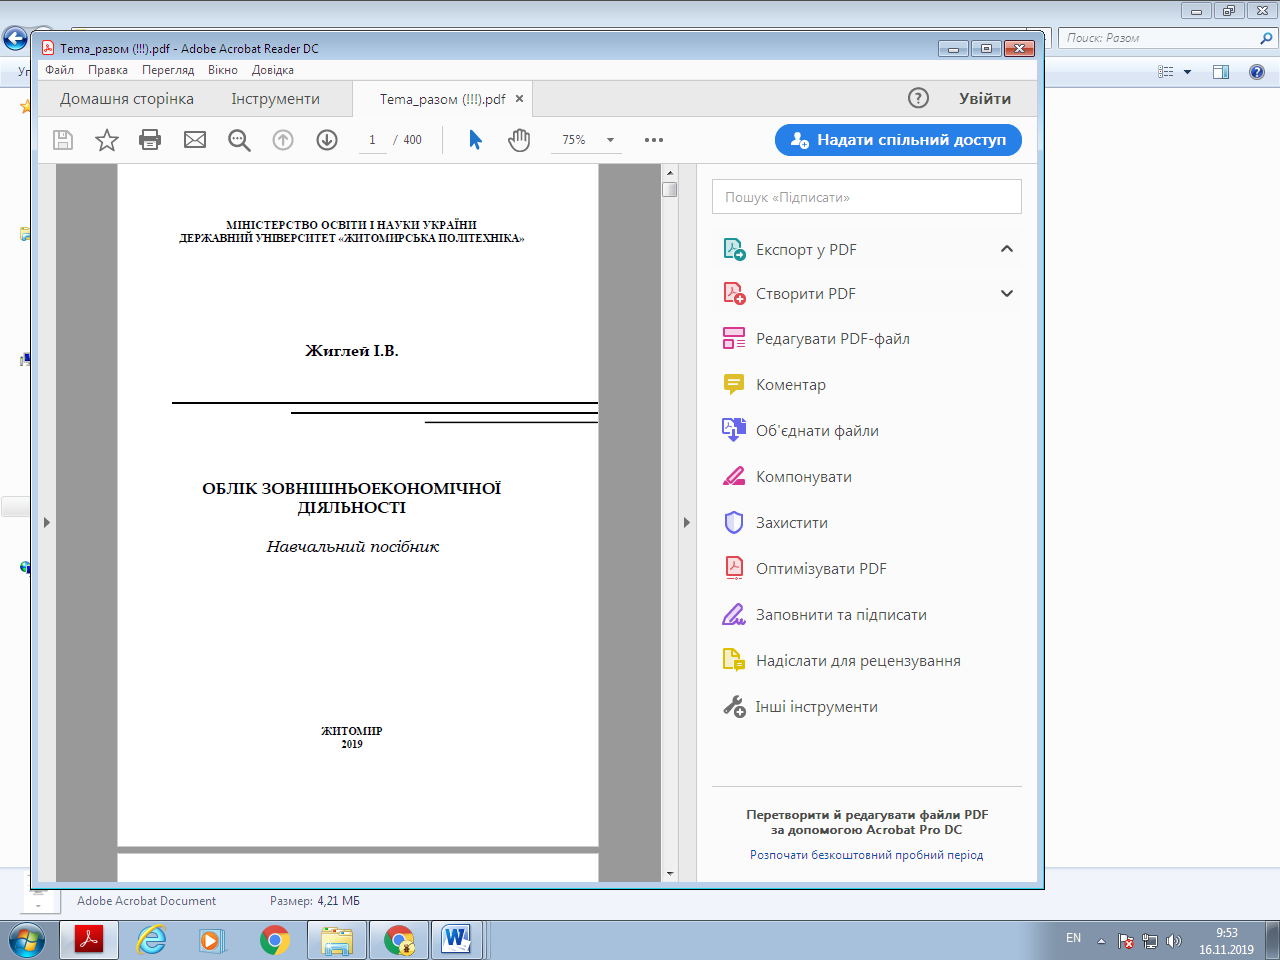 Tema_разом (!!!).pdf - Adobe Acrobat Reader DC
Поиск: Разом
Файл Правка Перегляд Вікно Довідка
Домашня сторінка Інструменти Tema_разом (!!!).pdf × Увійти
1 / 400 75% Надати спільний доступ
МІНІСТЕРСТВО ОСВІТИ І НАУКИ УКРАЇНИ
ДЕРЖАВНИЙ УНІВЕРСИТЕТ «ЖИТОМИРСЬКА ПОЛІТЕХНІКА»
Жиглей І.В.
ОБЛІК ЗОВНІШНЬОЕКОНОМІЧНОЇ
ДІЯЛЬНОСТІ
Навчальний посібник
ЖИТОМИР
2019
Пошук «Підписати»
Експорт у PDF
Створити PDF
Редагувати PDF-файл
Коментар
Об'єднати файли
Компонувати
Захистити
Оптимізувати PDF
Заповнити та підписати
Надіслати для рецензування
Інші інструменти
Перетворити й редагувати файли PDF
за допомогою Acrobat Pro DC
Розпочати безкоштовний пробний період
Adobe Acrobat Document Размер: 4,21 МБ
EN 9:53
16.11.2019